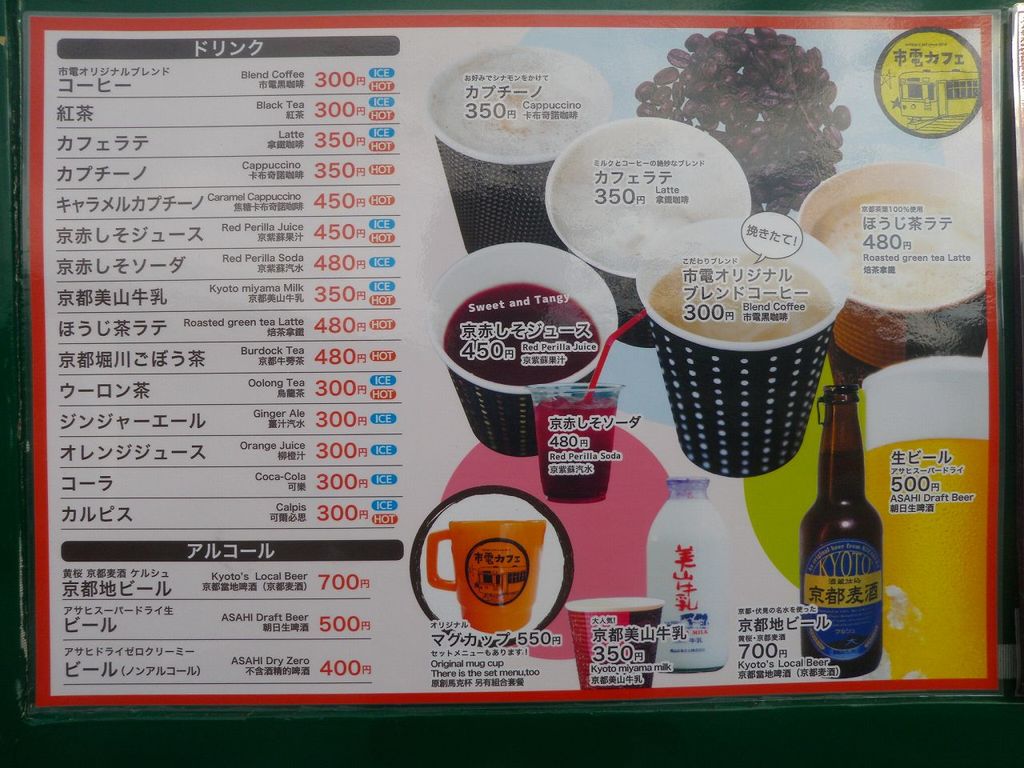 ドリンク
市電オリジナルブレンド
コーヒー Blend Coffee 市電黒咖啡 300円 ICE HOT
紅茶 Black Tea 紅茶 300円 ICE HOT
カフェラテ Latte 拿鐵咖啡 350円 ICE HOT
カプチーノ Cappuccino 卡布奇諾咖啡 350円 HOT
キャラメルカプチーノ Caramel Cappuccino 焦糖卡布奇諾咖啡 450円 HOT
京赤しそジュース Red Perilla Juice 京紫蘇果汁 450円 ICE HOT
京赤しそソーダ Red Perilla Soda 京紫蘇汽水 480円 ICE
京都美山牛乳 Kyoto miyama Milk 京都美山牛乳 350円 ICE HOT
ほうじ茶ラテ Roasted green tea Latte 焙茶拿鐵 480円 HOT
京都堀川ごぼう茶 Burdock Tea 京都牛蒡茶 480円 HOT
ウーロン茶 Oolong Tea 烏龍茶 300円 ICE HOT
ジンジャーエール Ginger Ale 薑汁汽水 300円 ICE
オレンジジュース Orange Juice 柳橙汁 300円 ICE
コーラ Coca-Cola 可樂 300円 ICE
カルピス Calpis 可爾必思 300円 ICE HOT
アルコール
黄桜 京都麦酒 ケルシュ
京都地ビール Kyoto's Local Beer 京都當地啤酒（京都麦酒） 700円
アサヒスーパードライ生
ビール ASAHI Draft Beer 朝日生啤酒 500円
アサヒドライゼロクリーミー
ビール（ノンアルコール） ASAHI Dry Zero 不含酒精的啤酒 400円
お好みでシナモンをかけて
カプチーノ
350円 Cappuccino 卡布奇諾咖啡
市電カフェ
ミルクとコーヒーの絶妙なブレンド
カフェラテ
350円 Latte 拿鐵咖啡
京都茶葉100%使用
ほうじ茶ラテ
480円
Roasted green tea Latte
焙茶拿鐵
挽きたて!
こだわりブレンド
市電オリジナル
ブレンドコーヒー
300円 Blend Coffee 市電黒咖啡
Sweet and Tangy
京赤しそジュース
450円 Red Perilla Juice 京紫蘇果汁
京赤しそソーダ
480円
Red Perilla Soda
京紫蘇汽水
生ビール
アサヒスーパードライ
500円
ASAHI Draft Beer
朝日生啤酒
市電カフェ
オリジナル
マグカップ 550円
セットメニューもあります!
Original mug cup
There is the set menu,too
原創馬克杯 另有組合套餐
美山牛乳
大人気!
京都美山牛乳
350円
Kyoto miyama milk
京都美山牛乳
KYOTO
京都麦酒
京都・伏見の名水を使った
京都地ビール
黄桜・京都麦酒
700円
Kyoto's Local Beer
京都當地啤酒（京都麦酒）